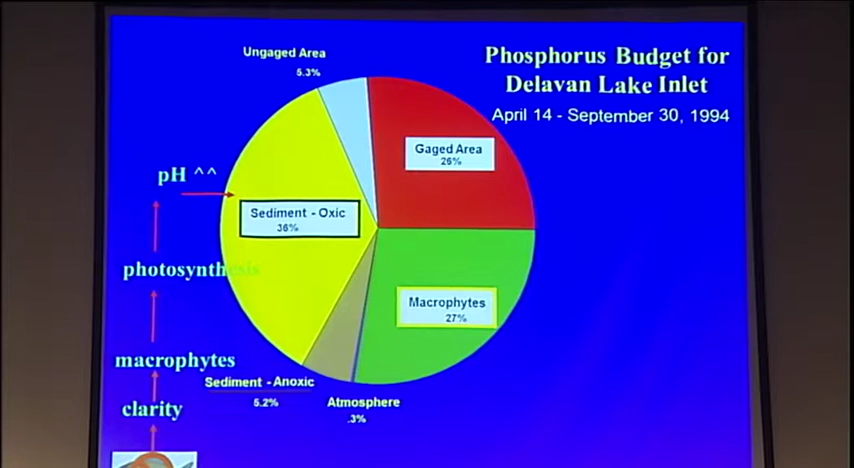 Phosphorus Budget for
Delavan Lake Inlet
April 14 - September 30, 1994
Ungaged Area
5.3%
Gaged Area
26%
pH ^^
Sediment - Oxic
36%
photosynthesis
Macrophytes
27%
macrophytes
Sediment - Anoxic
5.2%
Atmosphere
.3%
clarity